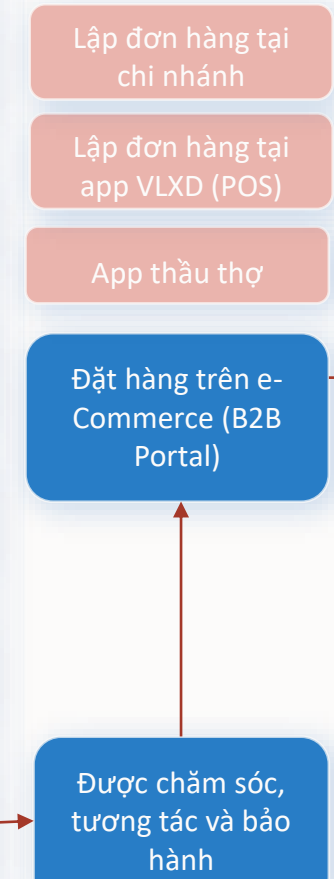 Lập đơn hàng tại
chi nhánh
Lập đơn hàng tại
app VLXD (POS)
App thầu thợ
Đặt hàng trên e-
Commerce (B2B
Portal)
Được chăm sóc,
tương tác và bảo
hành